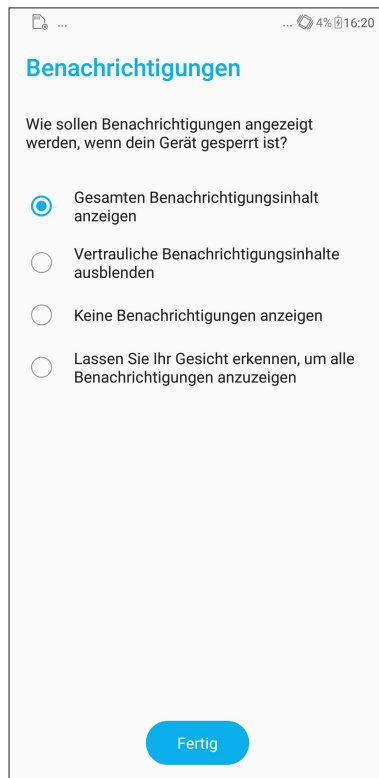 ... ... 4% 16:20
Benachrichtigungen
Wie sollen Benachrichtigungen angezeigt
werden, wenn dein Gerät gesperrt ist?
Gesamten Benachrichtigungsinhalt
anzeigen
Vertrauliche Benachrichtigungsinhalte
ausblenden
Keine Benachrichtigungen anzeigen
Lassen Sie Ihr Gesicht erkennen, um alle
Benachrichtigungen anzuzeigen
Fertig